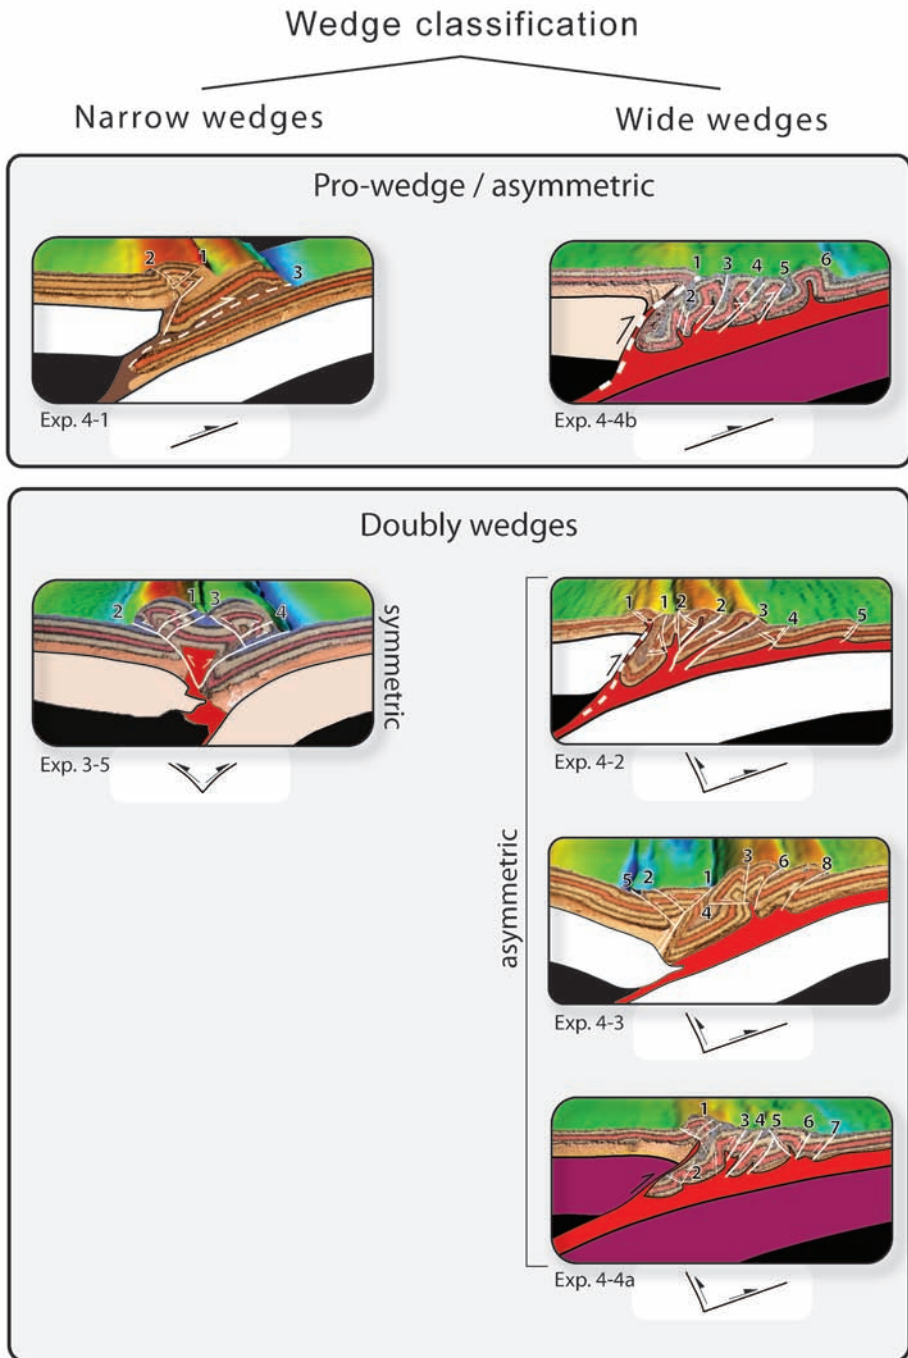 Wedge classification
Narrow wedges
Wide wedges
Pro-wedge / asymmetric
2 1 3
Exp. 4-1
1 2 3 4 5 6
Exp. 4-4b
Doubly wedges
2 1 3 4
symmetric
Exp. 3-5
asymmetric
1 1 2 2 3 4 5
Exp. 4-2
5 2 1 4 3 6 8
Exp. 4-3
1 2 3 4 5 6 7
Exp. 4-4a